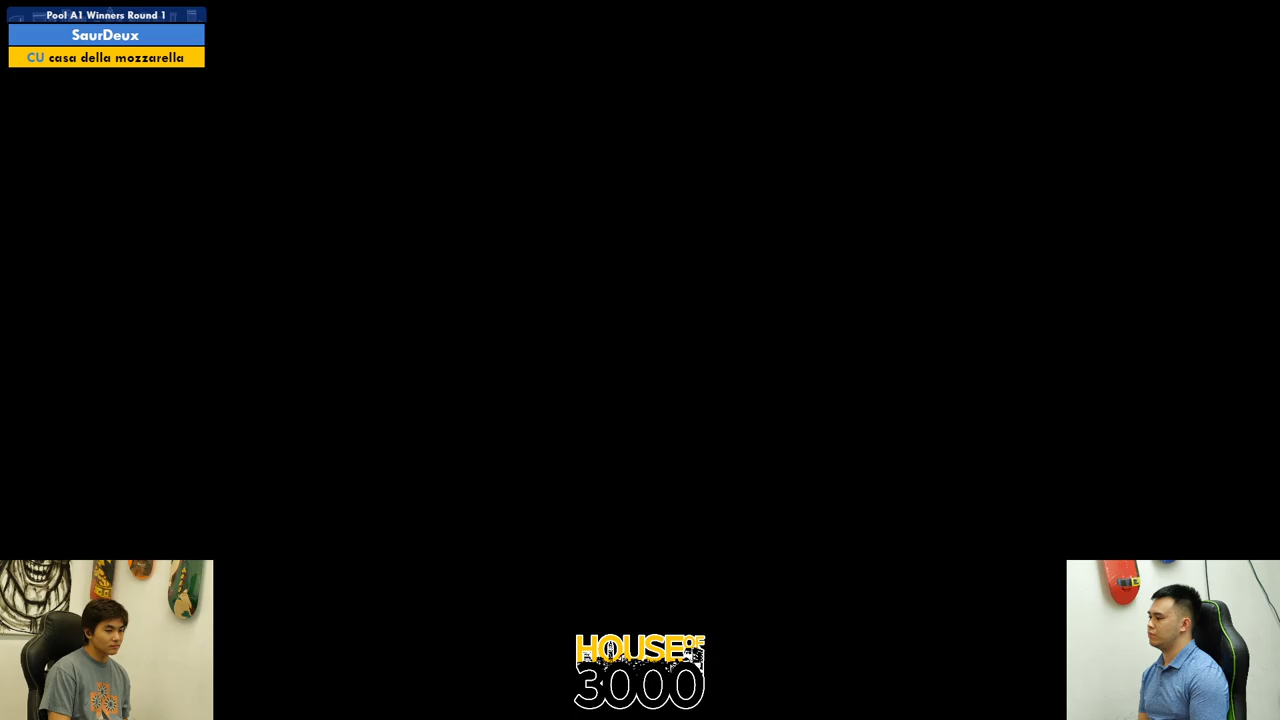 Pool A1 Winners Round 1
SaurDeux
CU casa della mozzarella
HOUSE OF
3000